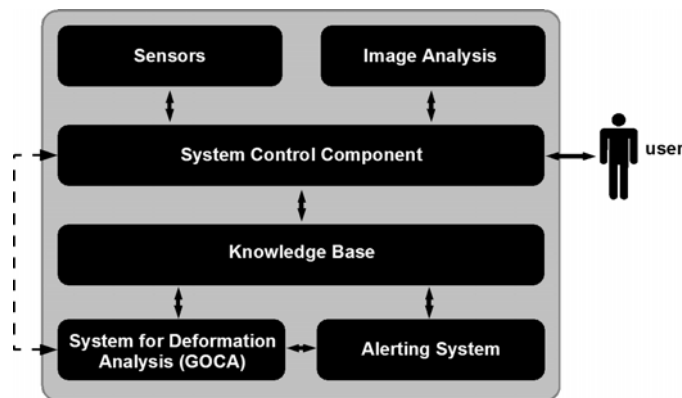 Sensors
Image Analysis
System Control Component
user
Knowledge Base
System for Deformation
Analysis (GOCA)
Alerting System